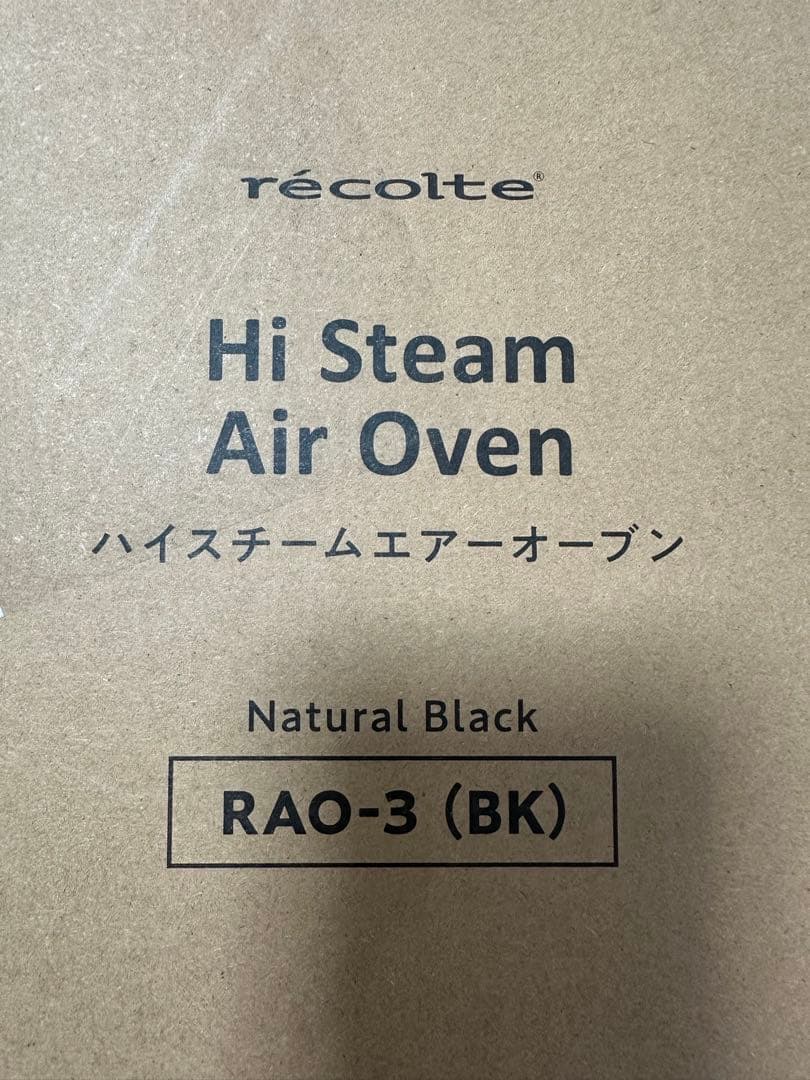 récolte®
Hi Steam
Air Oven
ハイスチームエアーオーブン
Natural Black
RAO-3（BK）